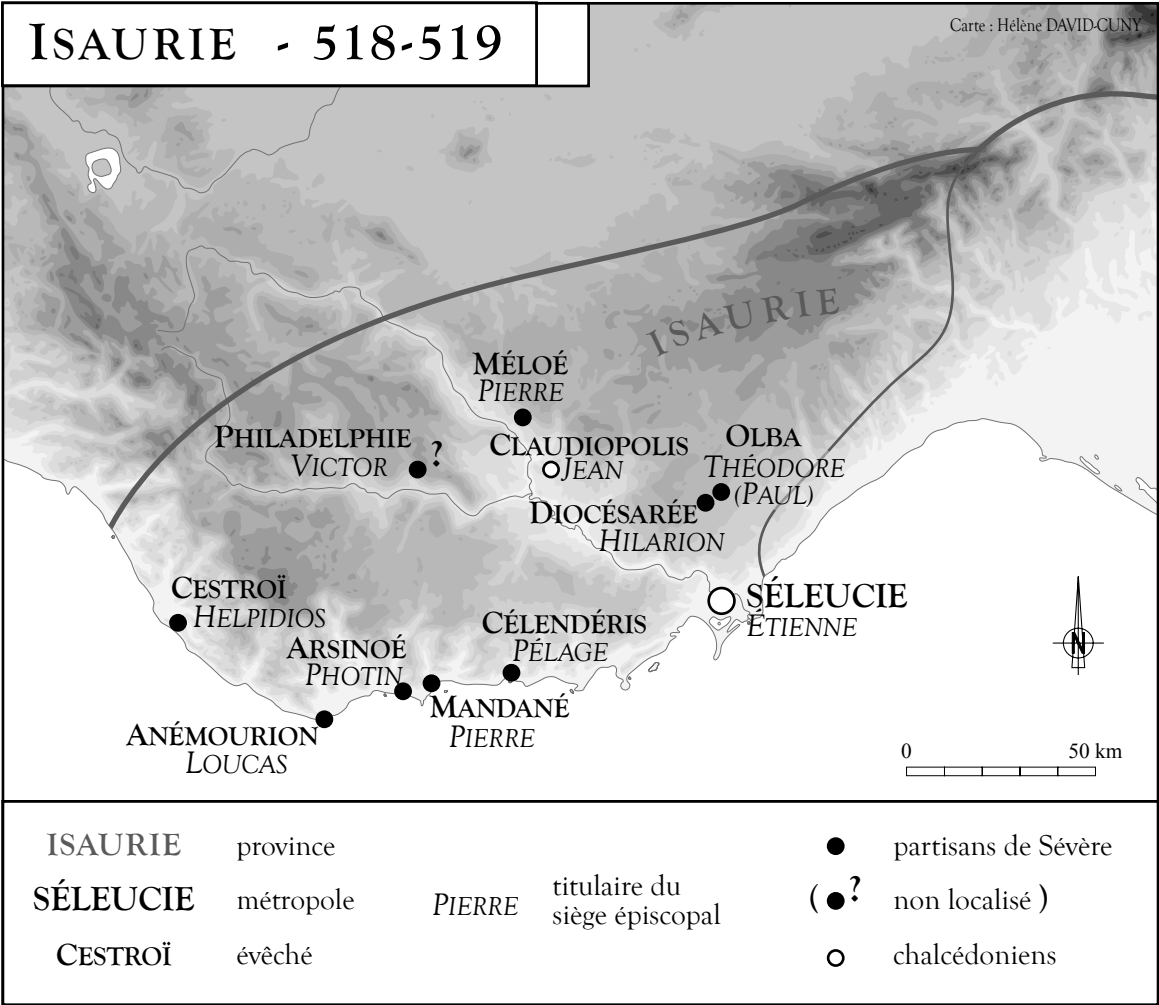 ISAURIE - 518-519
Carte : Hélène DAVID-CUNY
ISAURIE
MÉLOÉ
PIERRE
PHILADELPHIE
VICTOR
?
CLAUDIOPOLIS
JEAN
OLBA
THÉODORE
(PAUL)
DIOCÉSARÉE
HILARION
CESTROÏ
HELPIDIOS
SÉLEUCIE
ÉTIENNE
CÉLENDÉRIS
PÉLAGE
ARSINOÉ
PHOTIN
MANDANÉ
PIERRE
ANÉMOURION
LOUCAS
N
0 50 km
ISAURIE province
SÉLEUCIE métropole
CESTROÏ évêché
PIERRE titulaire du
siège épiscopal
partisans de Sévère
( ? non localisé )
chalcédoniens